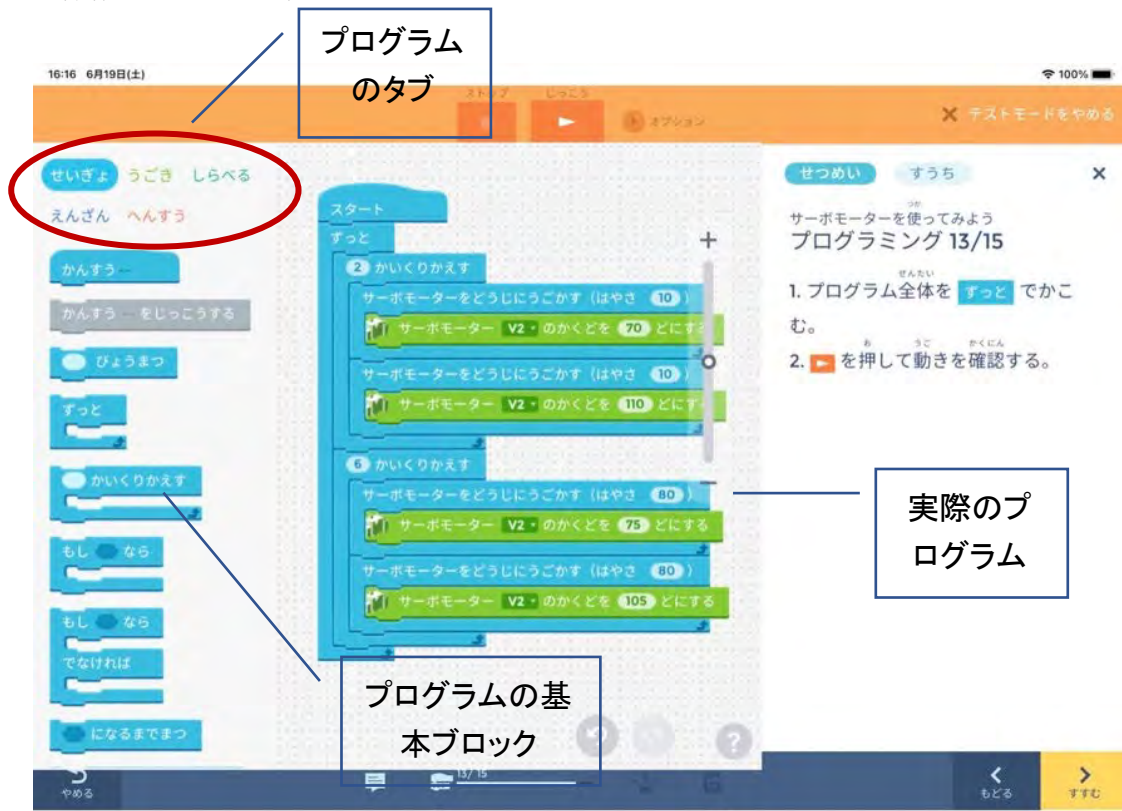 プログラム
のタブ
16:16 6月19日(土)
100%
ストップ じっこう
オプション
テストモードをやめる
せいぎょ うごき しらべる
えんざん へんすう
かんすう --
かんすう -- をじっこうする
びょうまつ
ずっと
かいくりかえす
もし なら
もし なら
でなければ
になるまでまつ
スタート
ずっと
2 かいくりかえす
サーボモーターをどうじにうごかす(はやさ 10 )
サーボモーター V2 のかくどを 70 どにする
サーボモーターをどうじにうごかす(はやさ 10 )
サーボモーター V2 のかくどを 110 どにす
6 かいくりかえす
サーボモーターをどうじにうごかす(はやさ 80 )
サーボモーター V2 のかくどを 75 どにする
サーボモーターをどうじにうごかす(はやさ 80 )
サーボモーター V2 のかくどを 105 どにする
せつめい すうち
サーボモーターを使ってみよう
プログラミング 13/15
1. プログラム全体を ずっと でかこ
む。
2. を押して動きを確認する。
実際のプ
ログラム
プログラムの基
本ブロック
やめる
13/ 15
もどる
すすむ